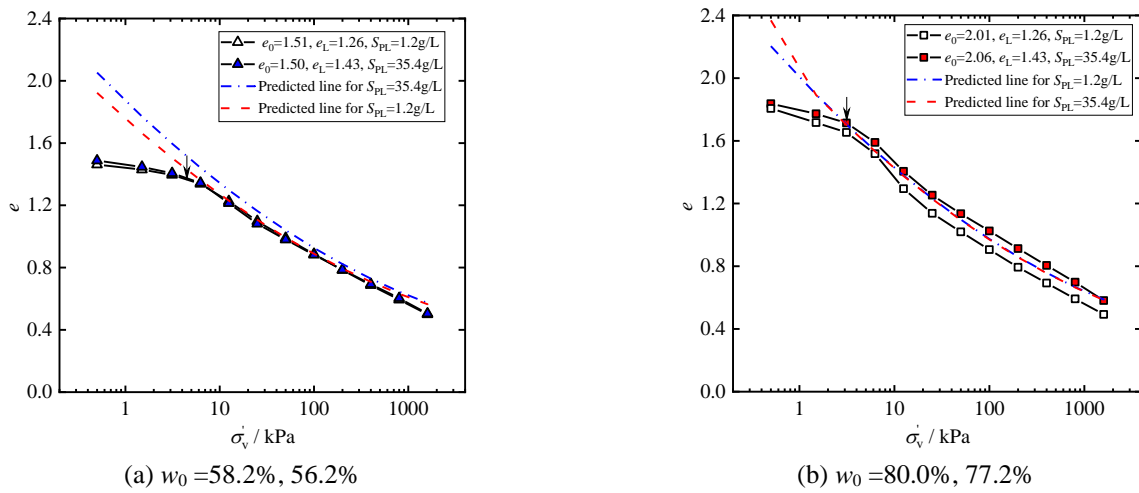 2.4
2.0
1.6
1.2
0.8
0.4
0.0
e
e0=1.51, eL=1.26, SPL=1.2g/L
e0=1.50, eL=1.43, SPL=35.4g/L
Predicted line for SPL=35.4g/L
Predicted line for SPL=1.2g/L
1 10 100 1000
σ'v / kPa
(a) w0 =58.2%, 56.2%
2.4
2.0
1.6
1.2
0.8
0.4
0.0
e
e0=2.01, eL=1.26, SPL=1.2g/L
e0=2.06, eL=1.43, SPL=35.4g/L
Predicted line for SPL=1.2g/L
Predicted line for SPL=35.4g/L
1 10 100 1000
σ'v / kPa
(b) w0 =80.0%, 77.2%